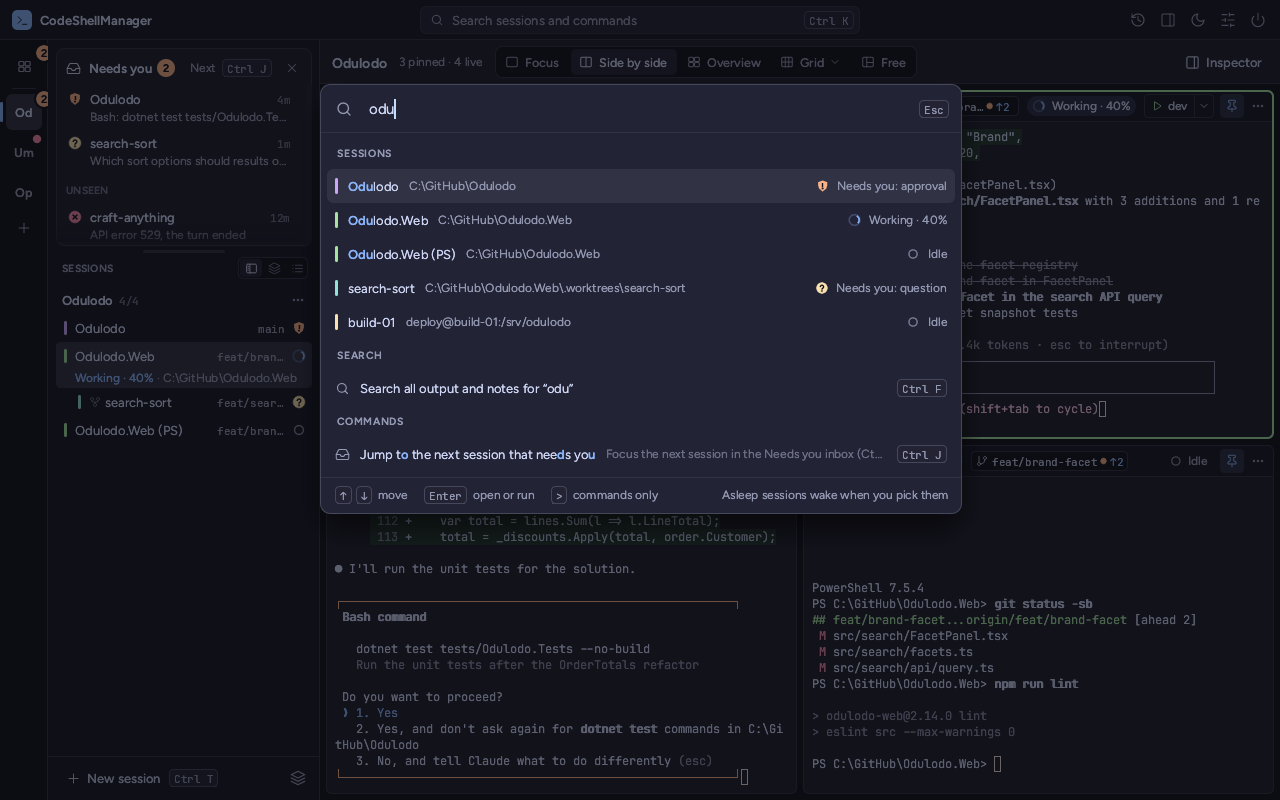 CodeShellManager
Search sessions and commands
Ctrl K
2
Od
2
Um
Op
Needs you 2 Next Ctrl J
Odulodo 4m
Bash: dotnet test tests/Odulodo.Te...
search-sort 1m
Which sort options should results o...
UNSEEN
craft-anything 12m
API error 529, the turn ended
SESSIONS
Odulodo 4/4
Odulodo main
Odulodo.Web feat/bran...
Working · 40% · C:\GitHub\Odulodo.Web
search-sort feat/sear...
Odulodo.Web (PS) feat/bran...
New session Ctrl T
Odulodo 3 pinned · 4 live
Focus Side by side Overview Grid Free
Inspector
odu
Esc
SESSIONS
Odulodo C:\GitHub\Odulodo Needs you: approval
Odulodo.Web C:\GitHub\Odulodo.Web Working · 40%
Odulodo.Web (PS) C:\GitHub\Odulodo.Web Idle
search-sort C:\GitHub\Odulodo.Web\.worktrees\search-sort Needs you: question
build-01 deploy@build-01:/srv/odulodo Idle
SEARCH
Search all output and notes for “odu” Ctrl F
COMMANDS
Jump to the next session that needs you Focus the next session in the Needs you inbox (Ct... Ctrl J
↑ ↓ move Enter open or run > commands only Asleep sessions wake when you pick them
bra… ↑2 Working · 40% dev
"Brand",
20,
acetPanel.tsx)
ch/FacetPanel.tsx with 3 additions and 1 re
he facet registry
nd facet in FacetPanel
facet in the search API query
et snapshot tests
.4k tokens · esc to interrupt)
(shift+tab to cycle)
112 + var total = lines.Sum(l => l.LineTotal);
113 + total = _discounts.Apply(total, order.Customer);
● I'll run the unit tests for the solution.
Bash command
dotnet test tests/Odulodo.Tests --no-build
Run the unit tests after the OrderTotals refactor
Do you want to proceed?
❯ 1. Yes
2. Yes, and don't ask again for dotnet test commands in C:\Gi
tHub\Odulodo
3. No, and tell Claude what to do differently (esc)
feat/brand-facet ↑2 Idle
PowerShell 7.5.4
PS C:\GitHub\Odulodo.Web> git status -sb
## feat/brand-facet...origin/feat/brand-facet [ahead 2]
M src/search/FacetPanel.tsx
M src/search/facets.ts
M src/search/api/query.ts
PS C:\GitHub\Odulodo.Web> npm run lint
> odulodo-web@2.14.0 lint
> eslint src --max-warnings 0
PS C:\GitHub\Odulodo.Web>